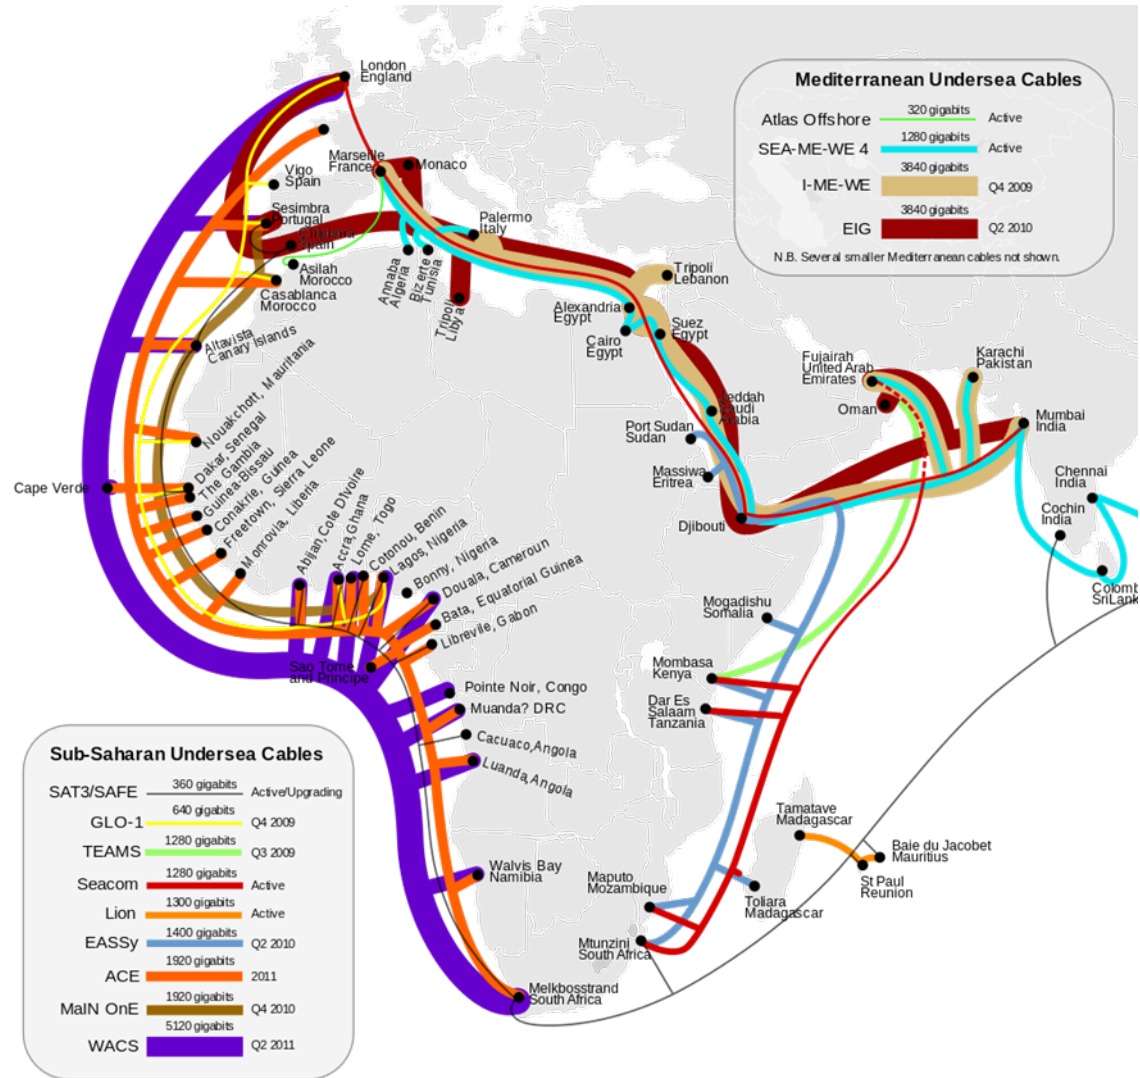 London
England
Marseille
France
Monaco
Vigo
Spain
Sesimbra
Portugal
Chipiona
Spain
Asilah
Morocco
Casablanca
Morocco
Annaba
Algeria
Bizerte
Tunisia
Palermo
Italy
Tripoli
Libya
Tripoli
Lebanon
Alexandria
Egypt
Cairo
Egypt
Suez
Egypt
Jeddah
Saudi
Arabia
Port Sudan
Sudan
Massiwa
Eritrea
Djibouti
Fujairah
United Arab
Emirates
Oman
Karachi
Pakistan
Mumbai
India
Chennai
India
Cochin
India
Colomb
SriLank
Mediterranean Undersea Cables
Atlas Offshore 320 gigabits Active
SEA-ME-WE 4 1280 gigabits Active
I-ME-WE 3840 gigabits Q4 2009
EIG 3840 gigabits Q2 2010
N.B. Several smaller Mediterranean cables not shown.
Altavista
Canary Islands
Nouakchott, Mauritania
Dakar, Senegal
The Gambia
Guinea-Bissau
Conakrie, Guinea
Freetown, Sierra Leone
Monrovia, Liberia
Cape Verde
Abijan,Cote D'Ivoire
Accra,Ghana
Lome, Togo
Cotonou, Benin
Lagos, Nigeria
Bonny, Nigeria
Douala, Cameroun
Bata, Equatorial Guinea
Librevile, Gabon
Sao Tome
and Principe
Pointe Noir, Congo
Muanda? DRC
Cacuaco,Angola
Luanda,Angola
Walvis Bay
Namibia
Melkbosstrand
South Africa
Mogadishu
Somalia
Mombasa
Kenya
Dar Es
Salaam
Tanzania
Tamatave
Madagascar
Baie du Jacobet
Mauritius
St Paul
Reunion
Toliara
Madagascar
Maputo
Mozambique
Mtunzini
South Africa
Sub-Saharan Undersea Cables
SAT3/SAFE 360 gigabits Active/Upgrading
GLO-1 640 gigabits Q4 2009
TEAMS 1280 gigabits Q3 2009
Seacom 1280 gigabits Active
Lion 1300 gigabits Active
EASSy 1400 gigabits Q2 2010
ACE 1920 gigabits 2011
MaIN OnE 1920 gigabits Q4 2010
WACS 5120 gigabits Q2 2011